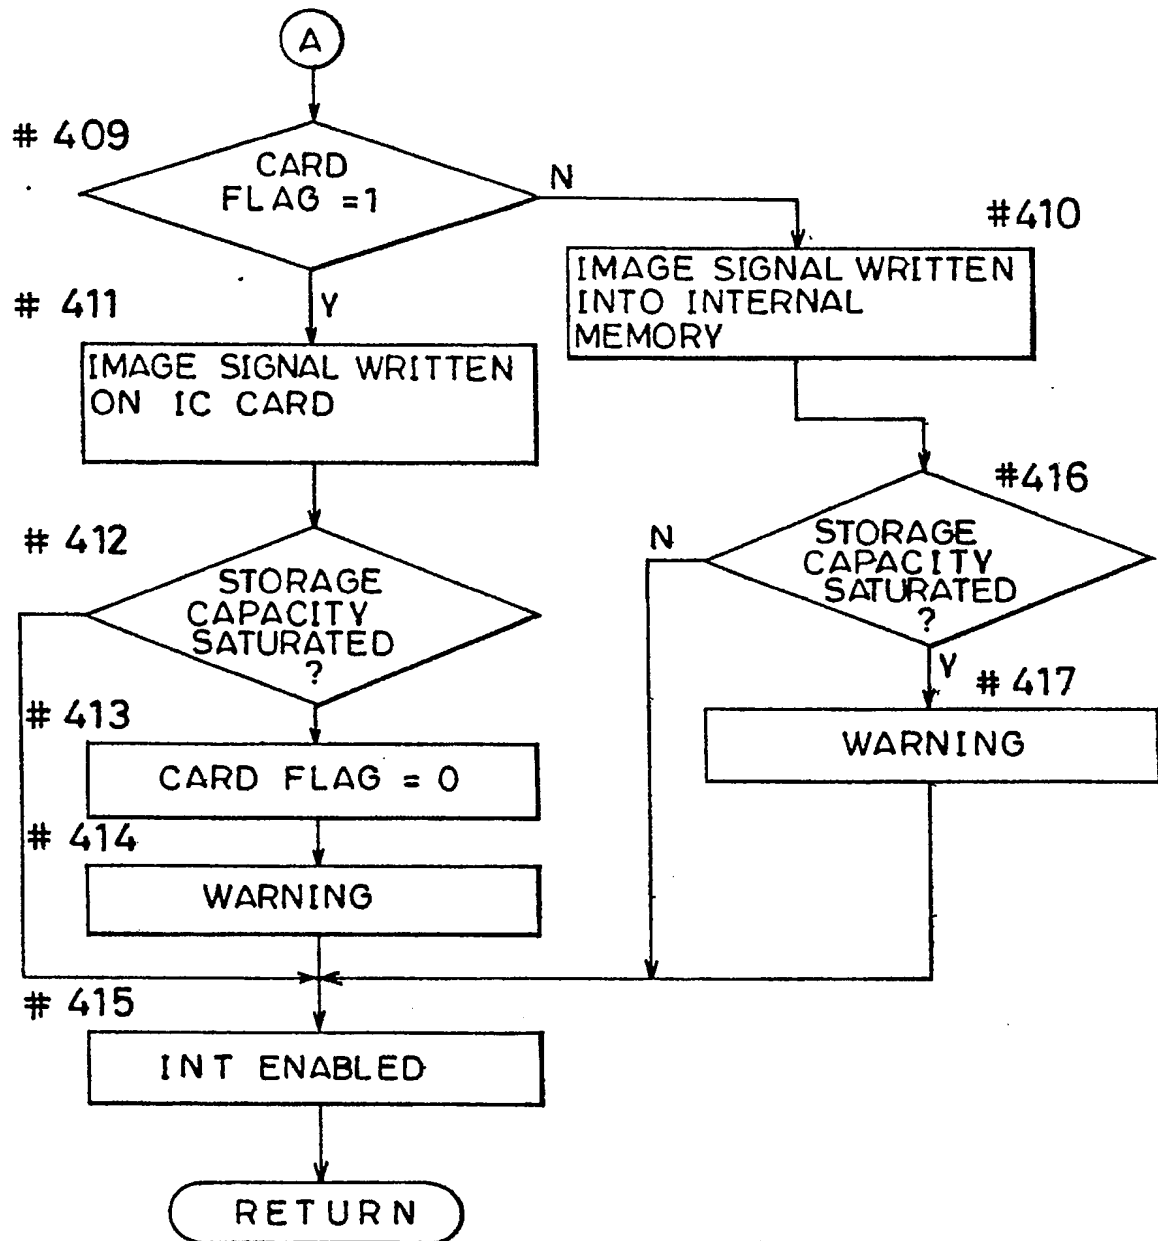 A
# 409
CARD
FLAG =1
N
#410
IMAGE SIGNAL WRITTEN
INTO INTERNAL
MEMORY
# 411
Y
IMAGE SIGNAL WRITTEN
ON IC CARD
#416
STORAGE
CAPACITY
SATURATED
?
N
Y
# 412
STORAGE
CAPACITY
SATURATED
?
# 417
WARNING
# 413
CARD FLAG = 0
# 414
WARNING
# 415
INT ENABLED
RETURN